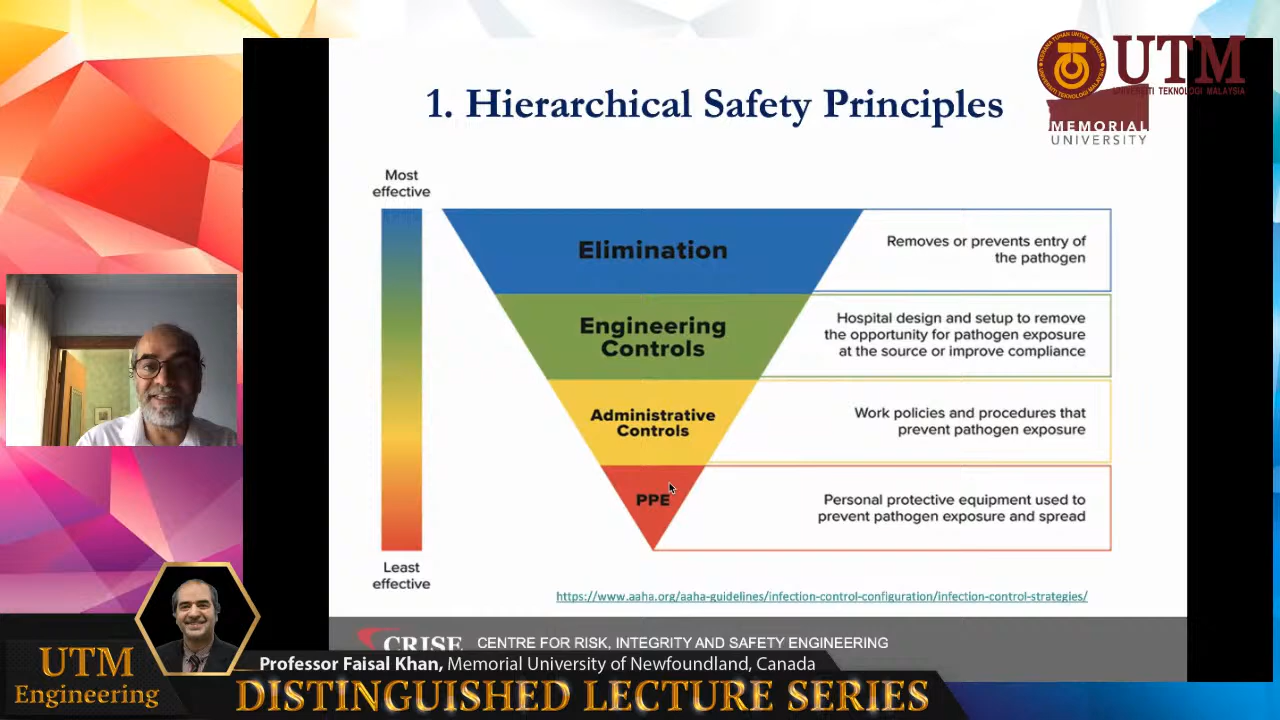 UTM
UNIVERSITI TEKNOLOGI MALAYSIA
MEMORIAL
UNIVERSITY
1. Hierarchical Safety Principles
Most
effective
Elimination
Removes or prevents entry of
the pathogen
Engineering
Controls
Hospital design and setup to remove
the opportunity for pathogen exposure
at the source or improve compliance
Administrative
Controls
Work policies and procedures that
prevent pathogen exposure
PPE
Personal protective equipment used to
prevent pathogen exposure and spread
Least
effective
https://www.aaha.org/aaha-guidelines/infection-control-configuration/infection-control-strategies/
CRISE
CENTRE FOR RISK, INTEGRITY AND SAFETY ENGINEERING
Professor Faisal Khan, Memorial University of Newfoundland, Canada
UTM
Engineering
DISTINGUISHED LECTURE SERIES